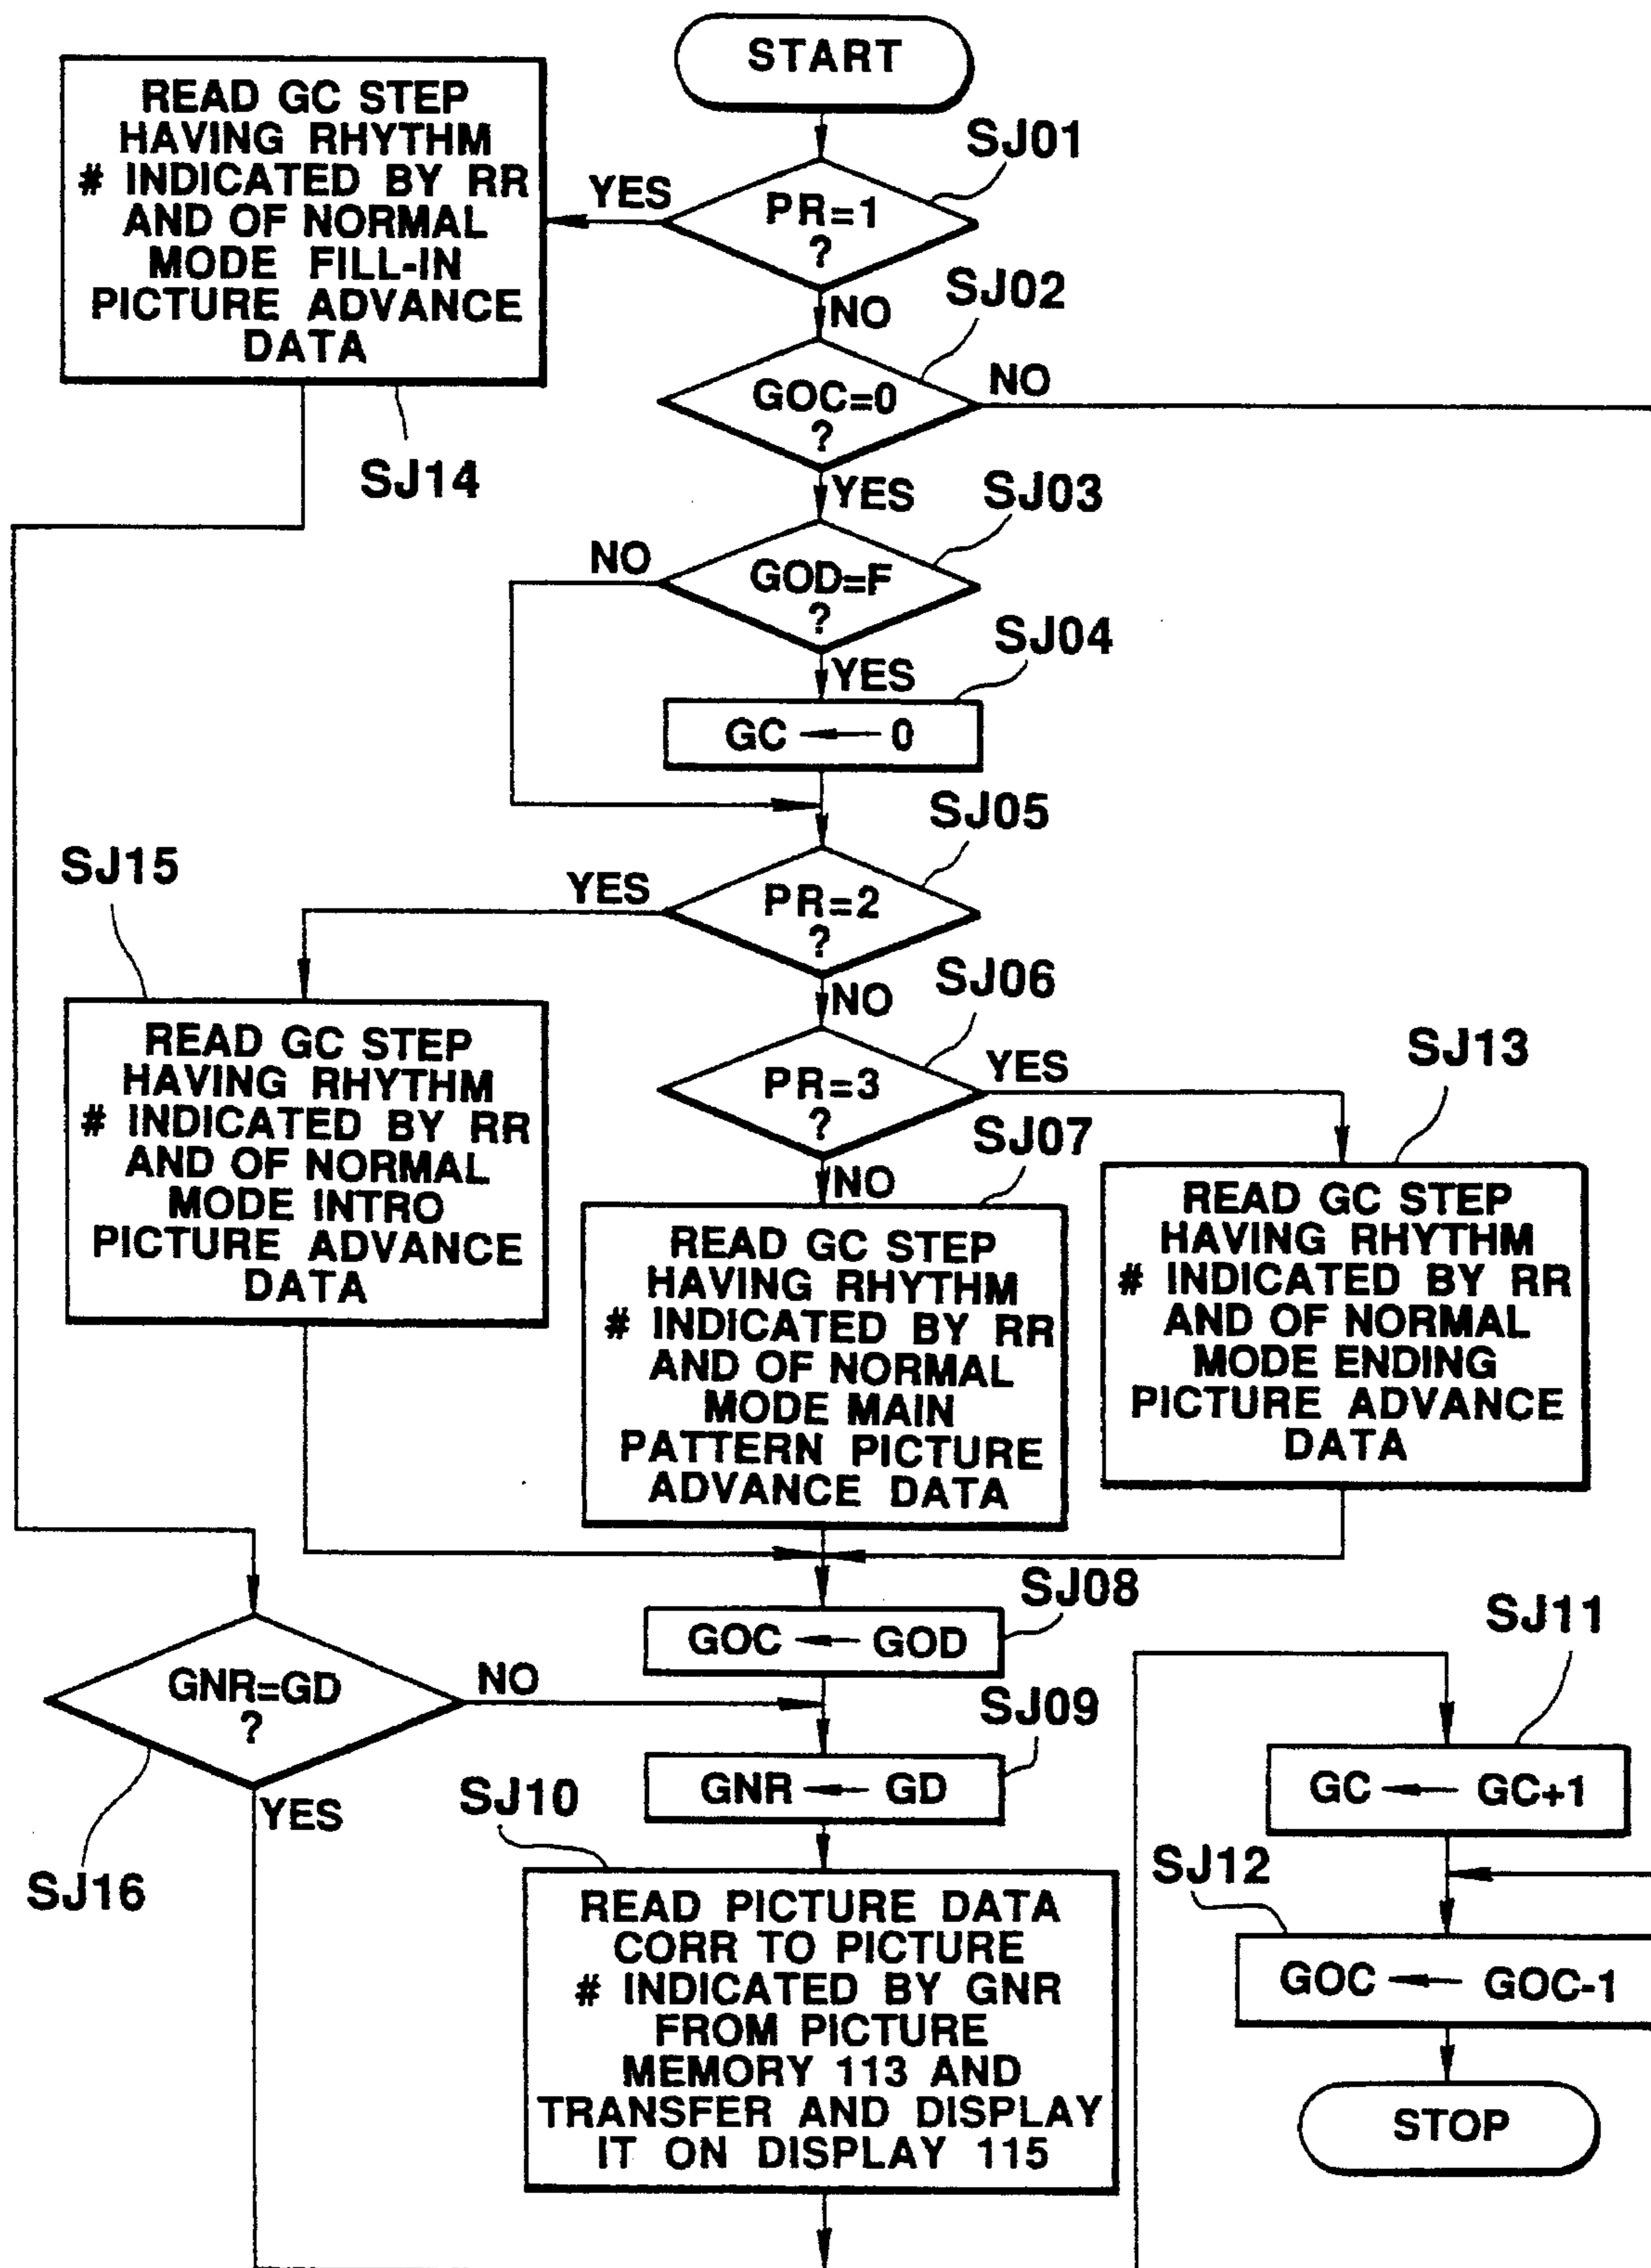 START
SJ01
PR=1
?
YES
NO
READ GC STEP
HAVING RHYTHM
# INDICATED BY RR
AND OF NORMAL
MODE FILL-IN
PICTURE ADVANCE
DATA
SJ14
SJ02
GOC=0
?
NO
YES
SJ03
GOD=F
?
NO
YES
SJ04
GC ← 0
SJ05
PR=2
?
YES
NO
SJ15
READ GC STEP
HAVING RHYTHM
# INDICATED BY RR
AND OF NORMAL
MODE INTRO
PICTURE ADVANCE
DATA
SJ06
PR=3
?
YES
NO
SJ07
READ GC STEP
HAVING RHYTHM
# INDICATED BY RR
AND OF NORMAL
MODE MAIN
PATTERN PICTURE
ADVANCE DATA
SJ13
READ GC STEP
HAVING RHYTHM
# INDICATED BY RR
AND OF NORMAL
MODE ENDING
PICTURE ADVANCE
DATA
SJ08
GOC ← GOD
GNR=GD
?
NO
YES
SJ16
SJ09
GNR ← GD
SJ10
READ PICTURE DATA
CORR TO PICTURE
# INDICATED BY GNR
FROM PICTURE
MEMORY 113 AND
TRANSFER AND DISPLAY
IT ON DISPLAY 115
SJ11
GC ← GC+1
SJ12
GOC ← GOC-1
STOP